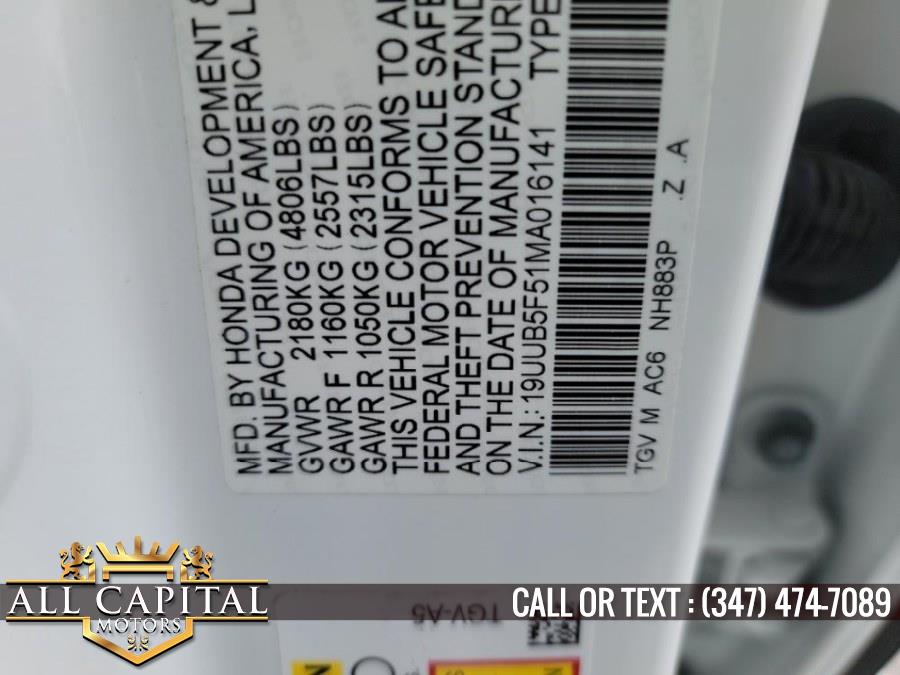 MFD. BY HONDA DEVELOPMENT &
MANUFACTURING OF AMERICA, L
GVWR 2180KG (4806LBS)
GAWR F 1160KG (2557LBS)
GAWR R 1050KG (2315LBS)
THIS VEHICLE CONFORMS TO A
FEDERAL MOTOR VEHICLE SAFE
AND THEFT PREVENTION STAND
ON THE DATE OF MANUFACTURE
V.I.N.: 19UUB5F51MA016141 TYPE
TGV M AC6 NH883P .Z .A
TGV-A5
N
ALL CAPITAL
MOTORS
CALL OR TEXT : (347) 474-7089